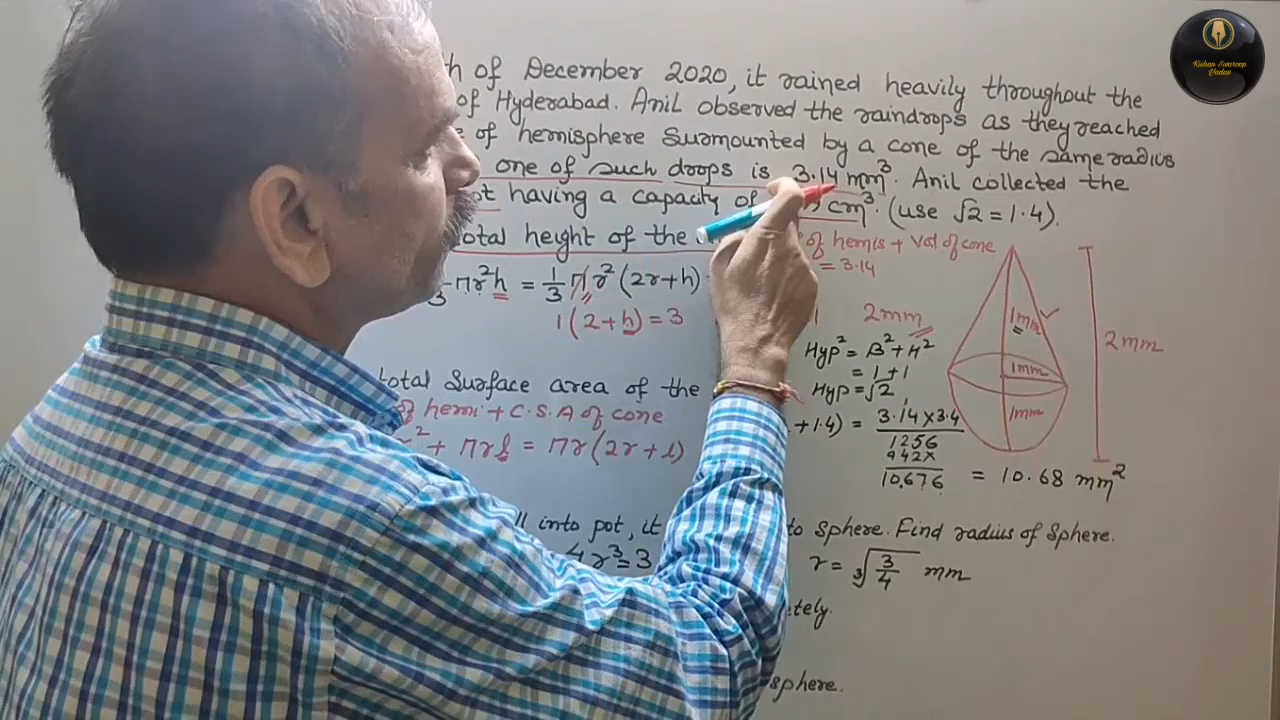 Kishan Swaroop
Yadav
th of December 2020, it rained heavily throughout the
of Hyderabad. Anil observed the raindrops as they reached
of hemisphere surmounted by a cone of the same radius
one of such drops is 3.14 mm³. Anil collected the
having a capacity of cm³. (use √2 = 1.4).
total height of the
of hemis + Vol of cone
= 3.14
πr²h = 1/3 πr²(2r+h)
1(2+h) = 3
2mm
Hyp² = B² + H²
= 1 + 1
Hyp = √2
1mm
1mm
1mm
2mm
total surface area of the
of hemi + C.S.A of cone
+ πrl = πr(2r+l)
+1.4) = 3.14×3.4
1256
942×
10.676 = 10.68 mm²
into pot, it to sphere. Find radius of sphere.
4r³ = 3
r = ∛3/4 mm
sphere.